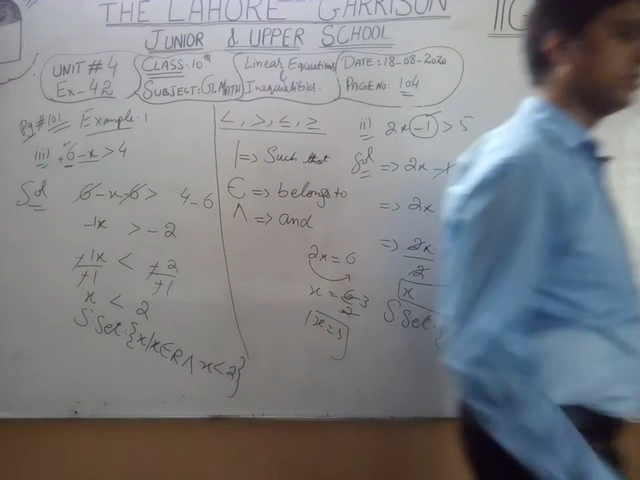 THE LAHORE GARRISON
JUNIOR & UPPER SCHOOL
UNIT # 4
Ex-42
CLASS: 10th
SUBJECT: G.Math
Linear Equations
&
Inequalities.
DATE: 18-08-2020
PAGE NO: 104
Pg # 101 Example: 1
iii) +6-x>4
Sol 6-x-6> 4-6
-1x > -2
-1x/-1 < -2/-1
x < 2
S.Set: {x|x∈R ∧ x<2}
<, >, ≤, ≥
| => Such that
∈ => belongs to
∧ => and
2x=6
x = 6/2 3
x=3
ii) 2x-1>5
Sol => 2x-1
=> 2x
=> 2x/2
x
S.Set: {